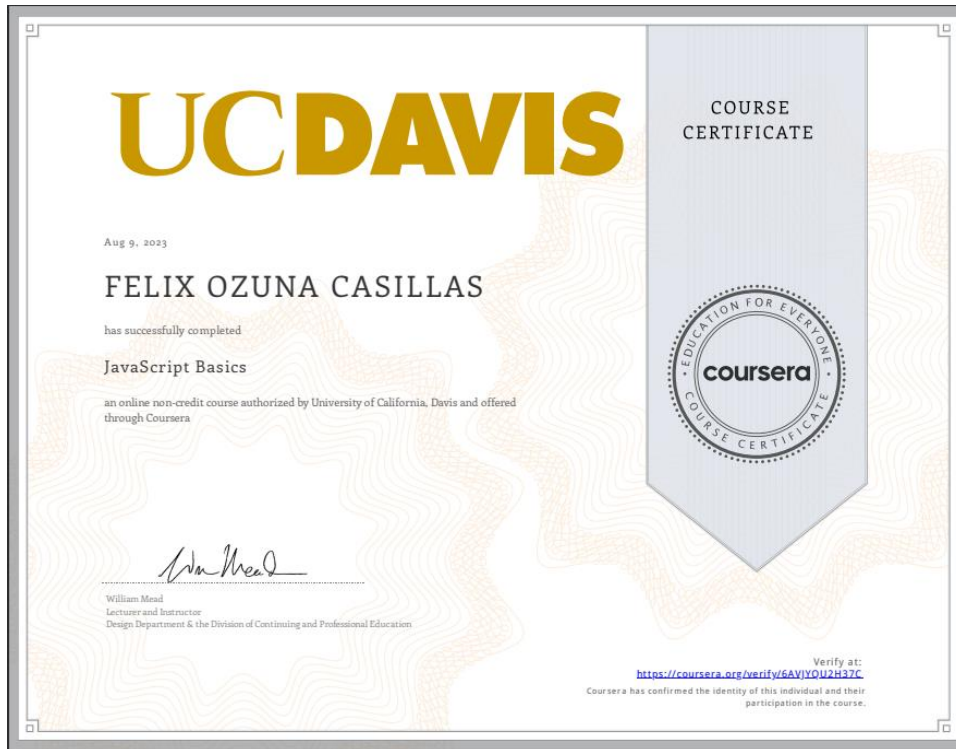 UCDAVIS
COURSE
CERTIFICATE
Aug 9, 2023
FELIX OZUNA CASILLAS
has successfully completed
JavaScript Basics
an online non-credit course authorized by University of California, Davis and offered
through Coursera
EDUCATION FOR EVERYONE
coursera
COURSE CERTIFICATE
William Mead
Lecturer and Instructor
Design Department & the Division of Continuing and Professional Education
Verify at:
https://coursera.org/verify/6AVJYQU2H37C
Coursera has confirmed the identity of this individual and their
participation in the course.